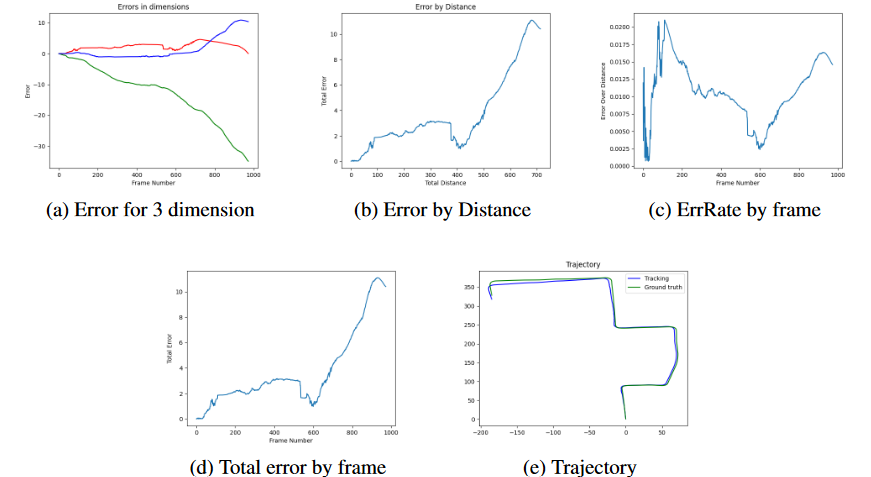 Errors in dimensions
10
0
−10
−20
−30
Error
0 200 400 600 800 1000
Frame Number
(a) Error for 3 dimension
Error by Distance
10
8
6
4
2
0
Total Error
0 100 200 300 400 500 600 700
Total Distance
(b) Error by Distance
0.0200
0.0175
0.0150
0.0125
0.0100
0.0075
0.0050
0.0025
0.0000
Error Over Distance
0 200 400 600 800 1000
Frame Number
(c) ErrRate by frame
10
8
6
4
2
0
Total Error
0 200 400 600 800 1000
Frame Number
(d) Total error by frame
Trajectory
Tracking
Ground truth
350
300
250
200
150
100
50
0
−200 −150 −100 −50 0 50
(e) Trajectory